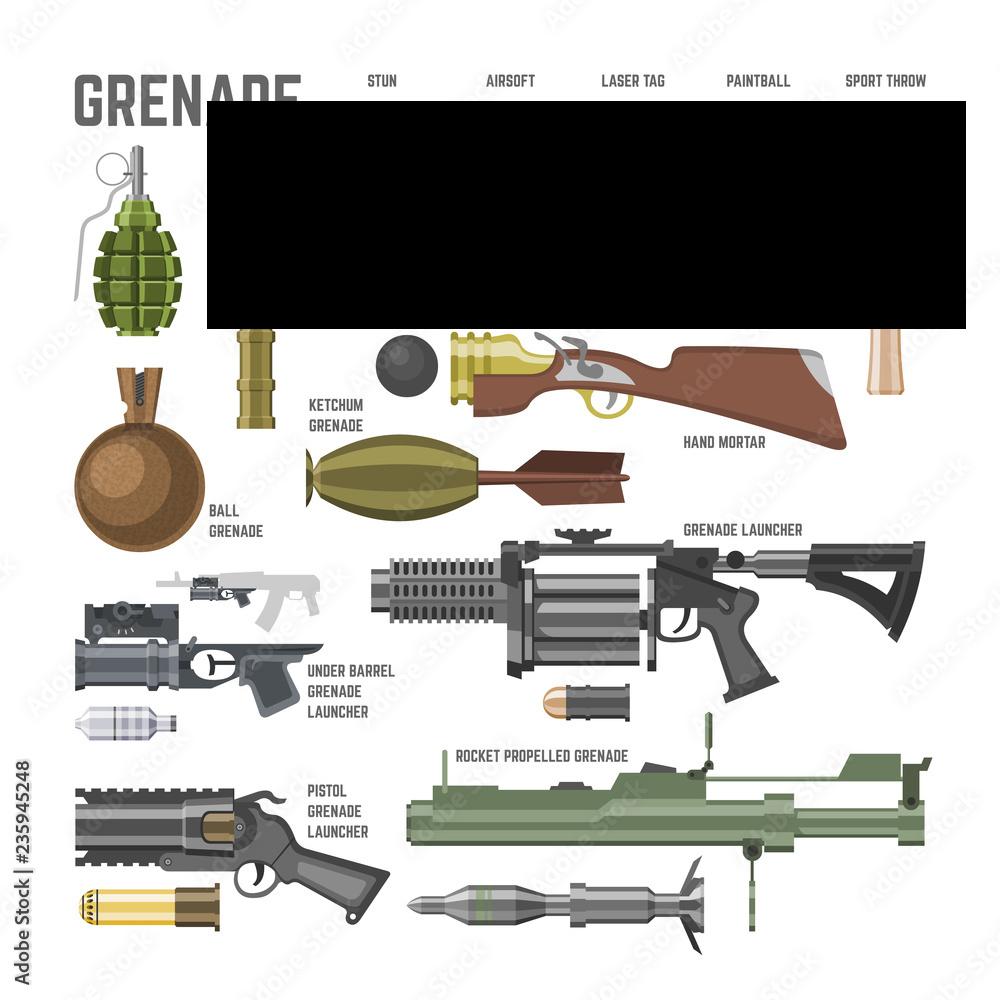 GRENADE
STUN
AIRSOFT
LASER TAG
PAINTBALL
SPORT THROW
KETCHUM
GRENADE
HAND MORTAR
BALL
GRENADE
GRENADE LAUNCHER
UNDER BARREL
GRENADE
LAUNCHER
ROCKET PROPELLED GRENADE
PISTOL
GRENADE
LAUNCHER
Adobe Stock | #235945248